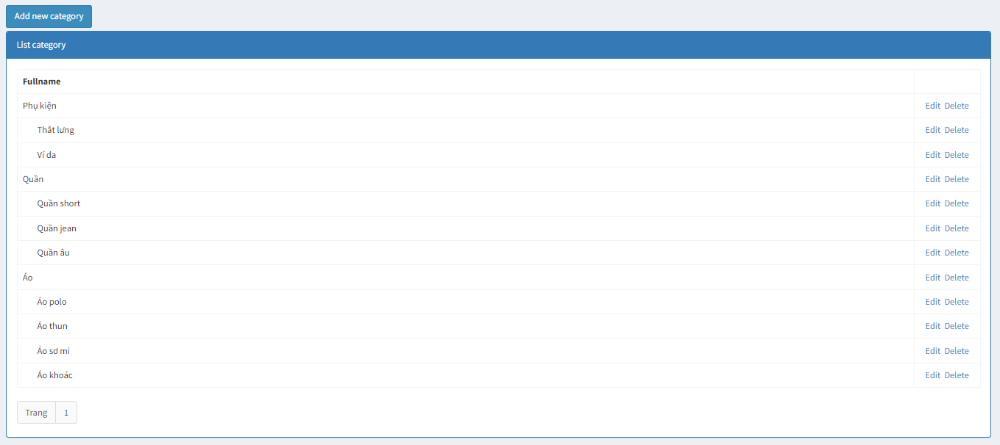 Add new category
List category
Fullname
Phụ kiện Edit Delete
Thắt lưng Edit Delete
Ví da Edit Delete
Quần Edit Delete
Quần short Edit Delete
Quần jean Edit Delete
Quần âu Edit Delete
Áo Edit Delete
Áo polo Edit Delete
Áo thun Edit Delete
Áo sơ mi Edit Delete
Áo khoác Edit Delete
Trang 1